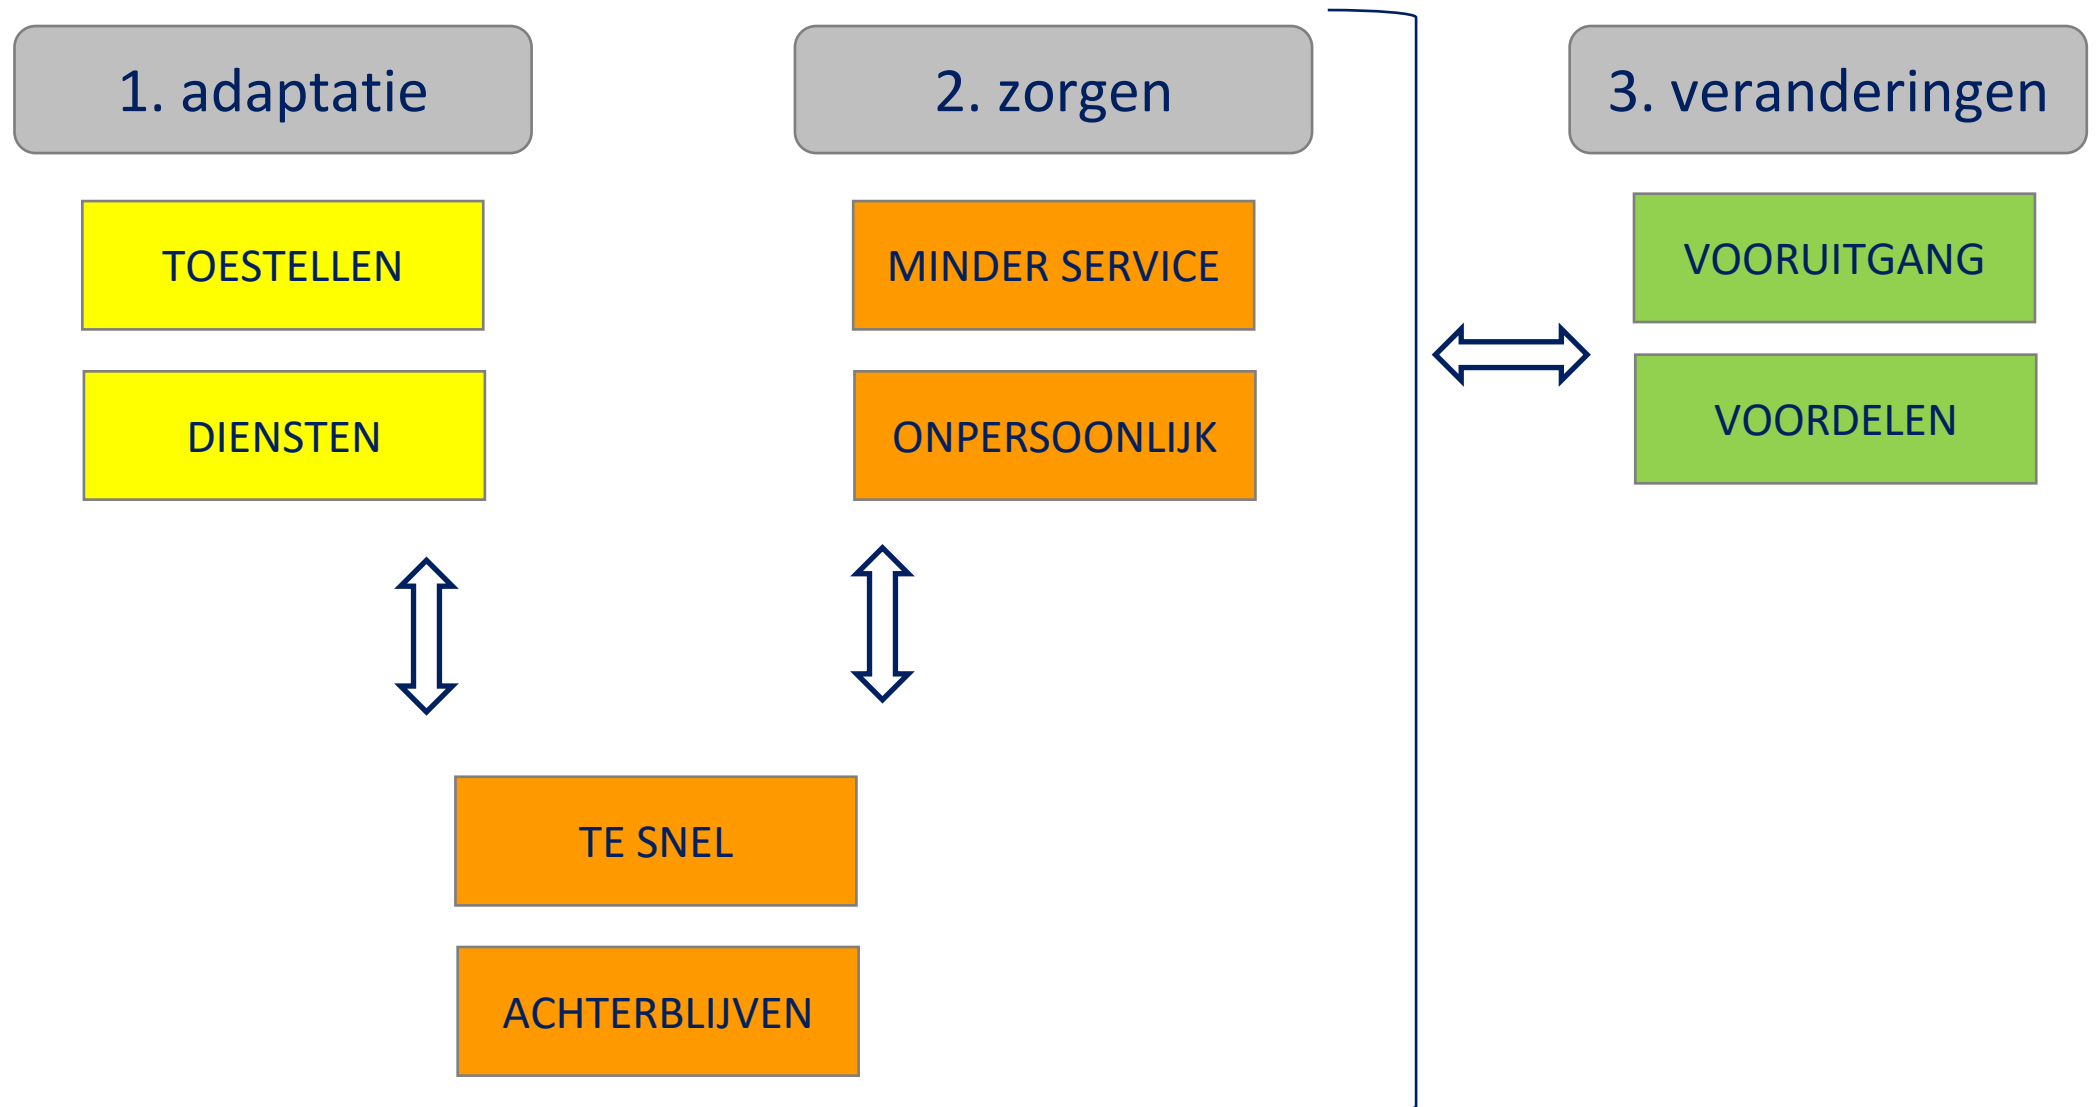 1. adaptatie
2. zorgen
3. veranderingen
TOESTELLEN
MINDER SERVICE
VOORUITGANG
DIENSTEN
ONPERSOONLIJK
VOORDELEN
TE SNEL
ACHTERBLIJVEN